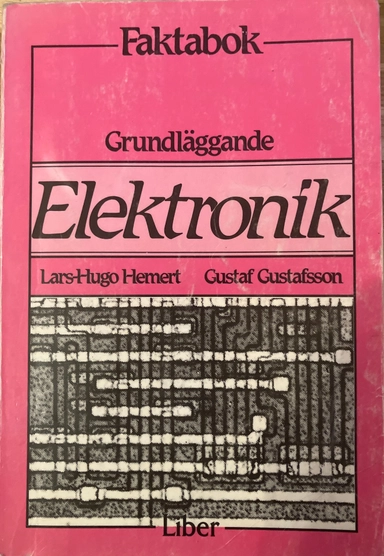 Faktabok
Grundläggande
Elektronik
Lars-Hugo Hemert Gustaf Gustafsson
Liber